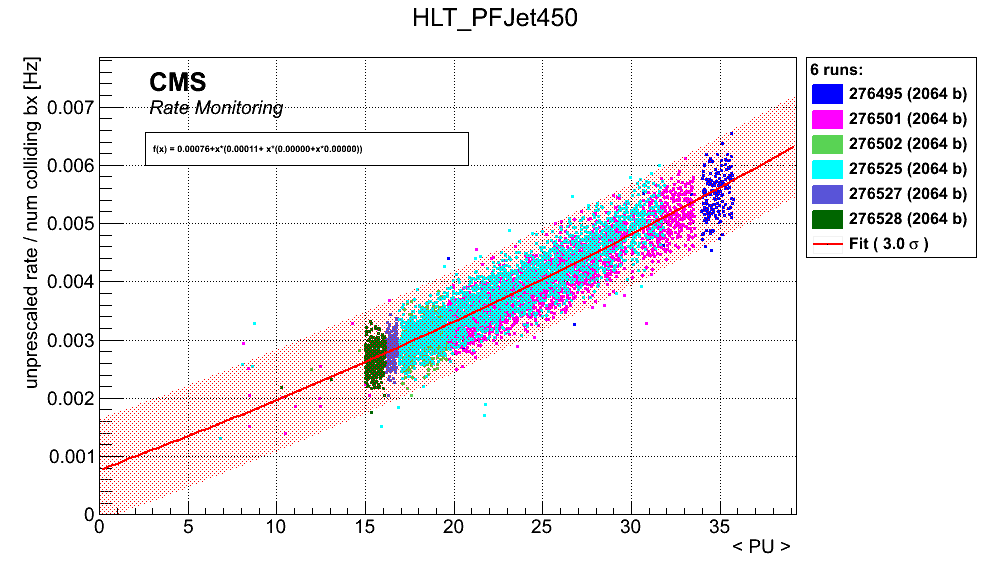 HLT_PFJet450
unprescaled rate / num colliding bx [Hz]
CMS
Rate Monitoring
f(x) = 0.00076+x*(0.00011+ x*(0.00000+x*0.00000))
0.007
0.006
0.005
0.004
0.003
0.002
0.001
0
0 5 10 15 20 25 30 35
< PU >
6 runs:
276495 (2064 b)
276501 (2064 b)
276502 (2064 b)
276525 (2064 b)
276527 (2064 b)
276528 (2064 b)
Fit ( 3.0 σ )